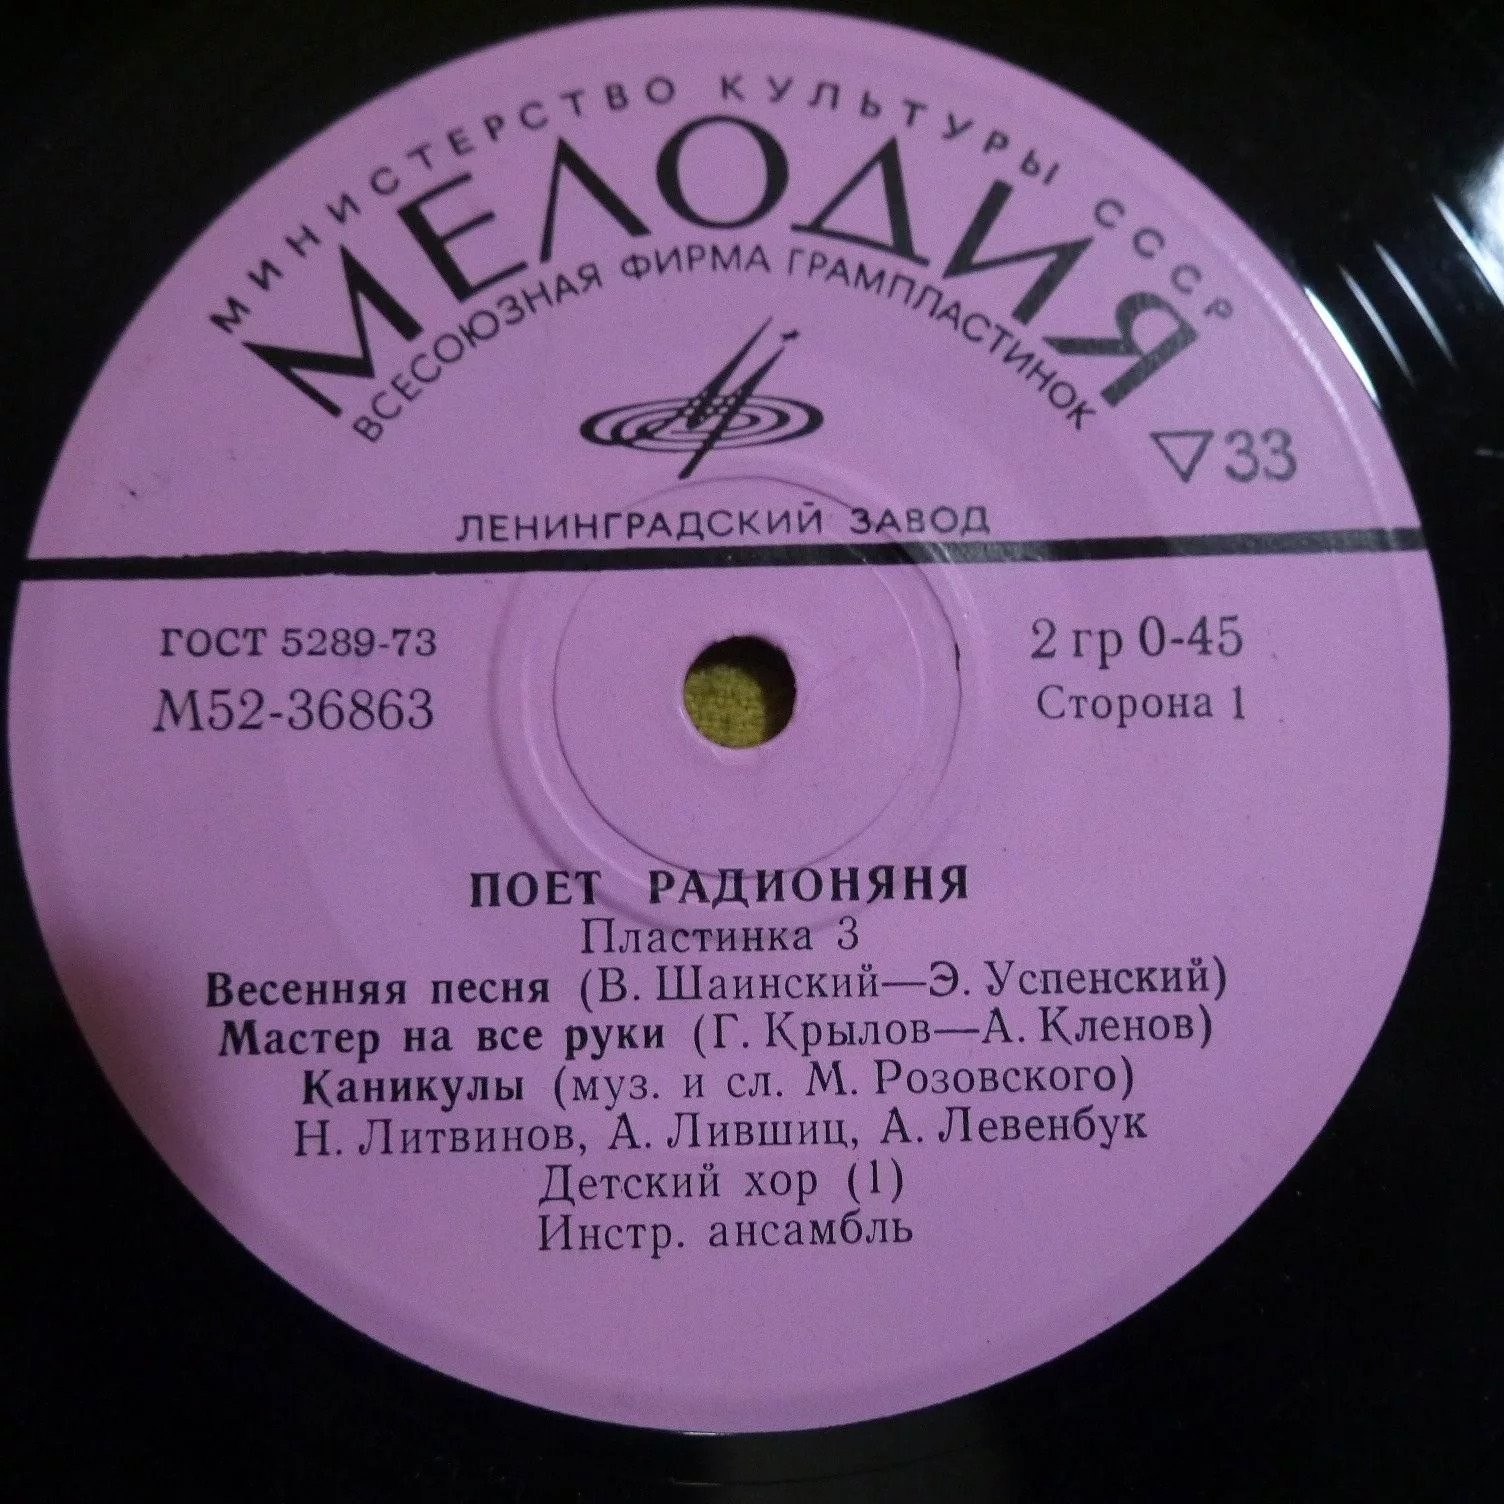 МИНИСТЕРСТВО КУЛЬТУРЫ СССР
МЕЛОДИЯ
ВСЕСОЮЗНАЯ ФИРМА ГРАМПЛАСТИНОК
33
ЛЕНИНГРАДСКИЙ ЗАВОД
ГОСТ 5289-73
М52-36863
2 гр 0-45
Сторона 1
ПОЕТ РАДИОНЯНЯ
Пластинка 3
Весенняя песня (В. Шаинский—Э. Успенский)
Мастер на все руки (Г. Крылов—А. Кленов)
Каникулы (муз. и сл. М. Розовского)
Н. Литвинов, А. Лившиц, А. Левенбук
Детский хор (1)
Инстр. ансамбль